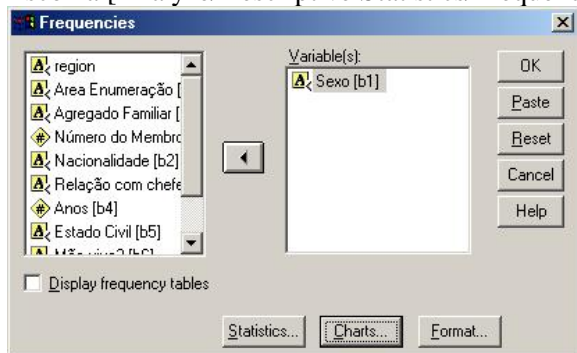 Frequencies
region
Area Enumeração [
Agregado Familiar [
Número do Membro
Nacionalidade [b2]
Relação com chefe
Anos [b4]
Estado Civil [b5]
Variable(s):
Sexo [b1]
OK
Paste
Reset
Cancel
Help
Display frequency tables
Statistics...
Charts...
Format...